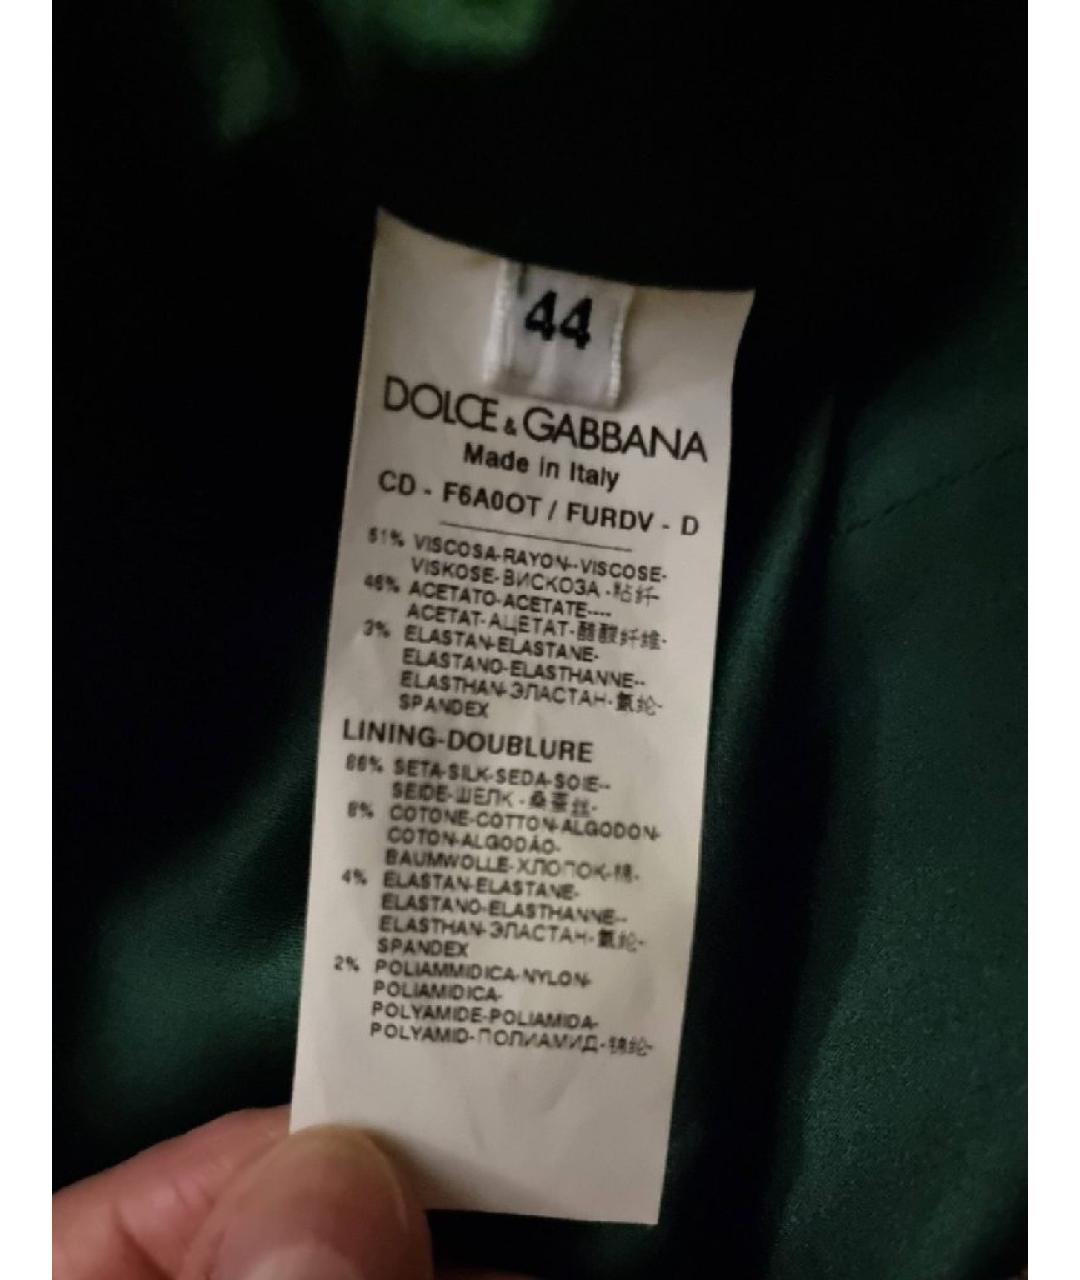 44
DOLCE & GABBANA
Made in Italy
CD - F6A0OT / FURDV - D
51% VISCOSA-RAYON--VISCOSE-
VISKOSE-ВИСКОЗА-粘纤-
46% ACETATO-ACETATE----
ACETAT-АЦЕТАТ-醋酸纤维-
3% ELASTAN-ELASTANE-
ELASTANO-ELASTHANNE--
ELASTHAN-ЭЛАСТАН-氨纶-
SPANDEX
LINING-DOUBLURE
86% SETA-SILK-SEDA-SOIE--
SEIDE-ШЕЛК-桑蚕丝-
8% COTONE-COTTON-ALGODON-
COTON-ALGODÃO-
BAUMWOLLE-ХЛОПОК-棉-
4% ELASTAN-ELASTANE-
ELASTANO-ELASTHANNE--
ELASTHAN-ЭЛАСТАН-氨纶-
SPANDEX
2% POLIAMMIDICA-NYLON-
POLIAMIDICA-
POLYAMIDE-POLIAMIDA-
POLYAMID-ПОЛИАМИД-锦纶-